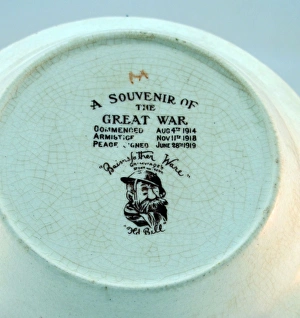 A SOUVENIR OF
THE
GREAT WAR
COMMENCED AUG 4TH 1914
ARMISTICE NOV 11TH 1918
PEACE SIGNED JUNE 28TH 1919
"Bairnsfather Ware"
"Old Bill"